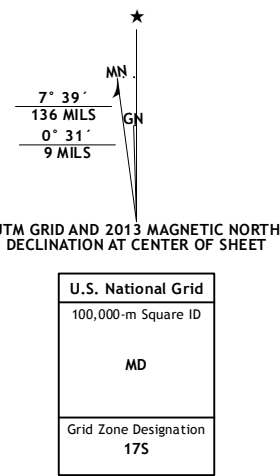 MN
7° 39´
136 MILS
GN
0° 31´
9 MILS
UTM GRID AND 2013 MAGNETIC NORTH
DECLINATION AT CENTER OF SHEET
U.S. National Grid
100,000-m Square ID
MD
Grid Zone Designation
17S